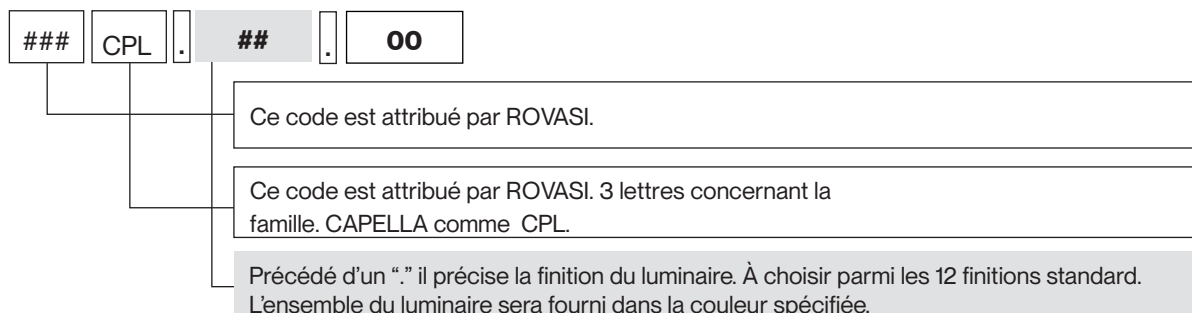 ### CPL . ## . 00
Ce code est attribué par ROVASI.
Ce code est attribué par ROVASI. 3 lettres concernant la
famille. CAPELLA comme CPL.
Précédé d’un “.” il précise la finition du luminaire. À choisir parmi les 12 finitions standard.
L’ensemble du luminaire sera fourni dans la couleur spécifiée.